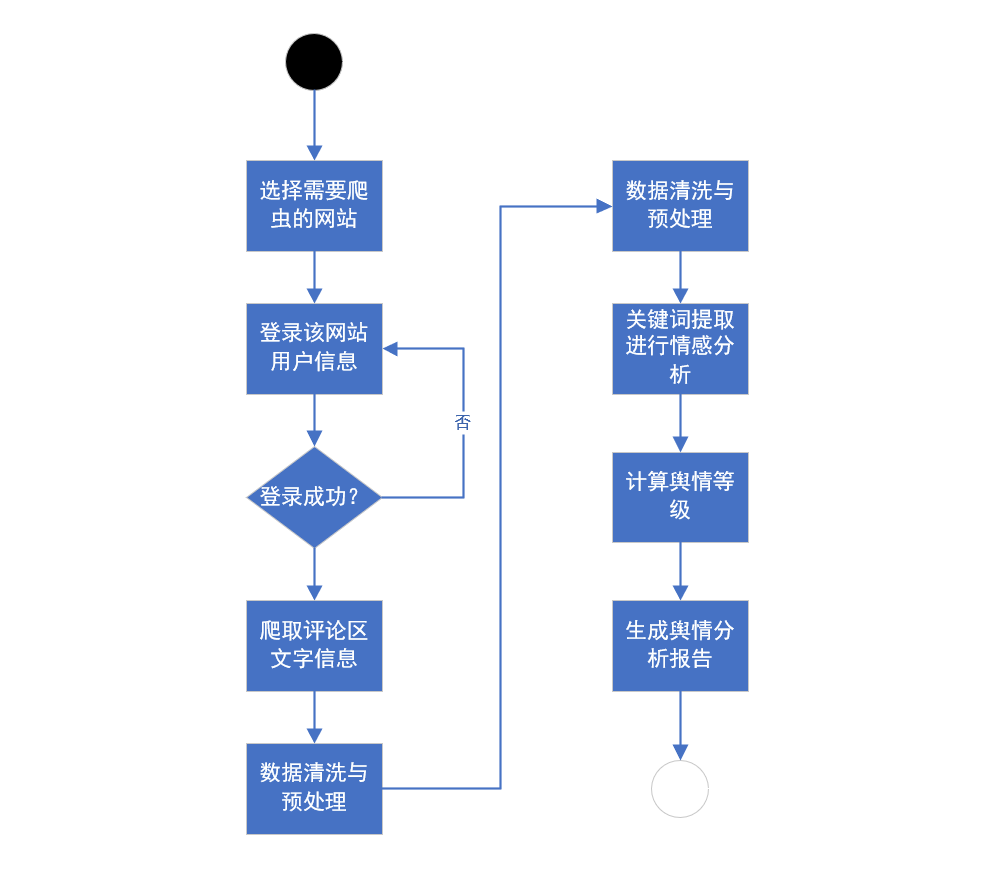 选择需要爬
虫的网站
登录该网站
用户信息
否
登录成功？
爬取评论区
文字信息
数据清洗与
预处理
数据清洗与
预处理
关键词提取
进行情感分
析
计算舆情等
级
生成舆情分
析报告